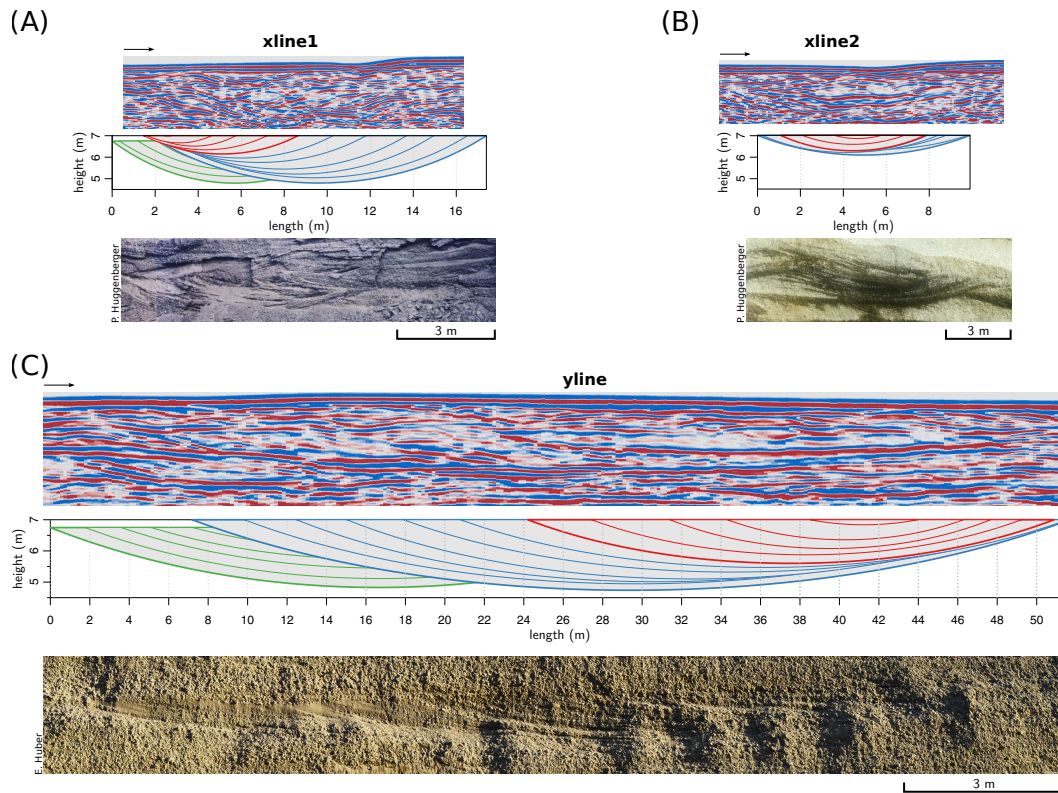 (A)
xline1
7
6
5
height (m)
0 2 4 6 8 10 12 14 16
length (m)
P. Huggenberger
3 m
(B)
xline2
7
6
5
height (m)
0 2 4 6 8
length (m)
P. Huggenberger
3 m
(C)
yline
7
6
5
height (m)
0 2 4 6 8 10 12 14 16 18 20 22 24 26 28 30 32 34 36 38 40 42 44 46 48 50
length (m)
E. Huber
3 m